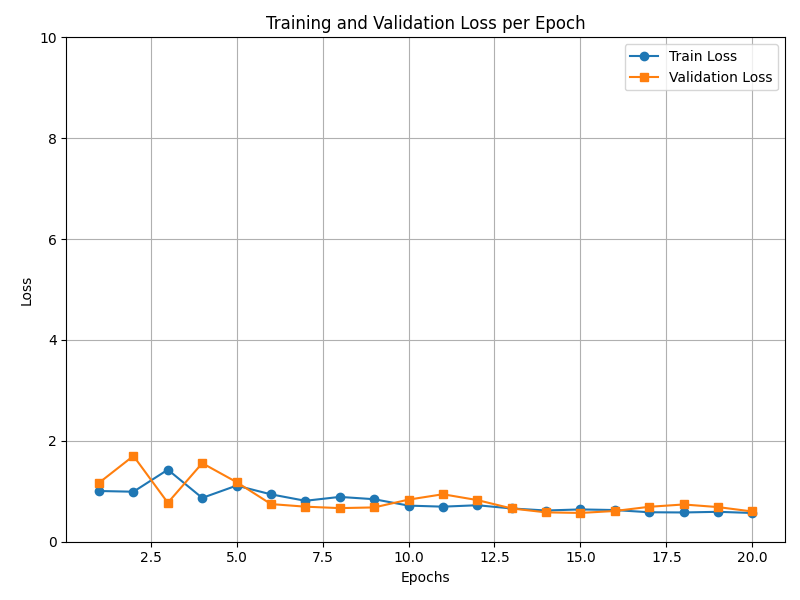 Training and Validation Loss per Epoch
Train Loss
Validation Loss
Loss
10
8
6
4
2
0
2.5 5.0 7.5 10.0 12.5 15.0 17.5 20.0
Epochs